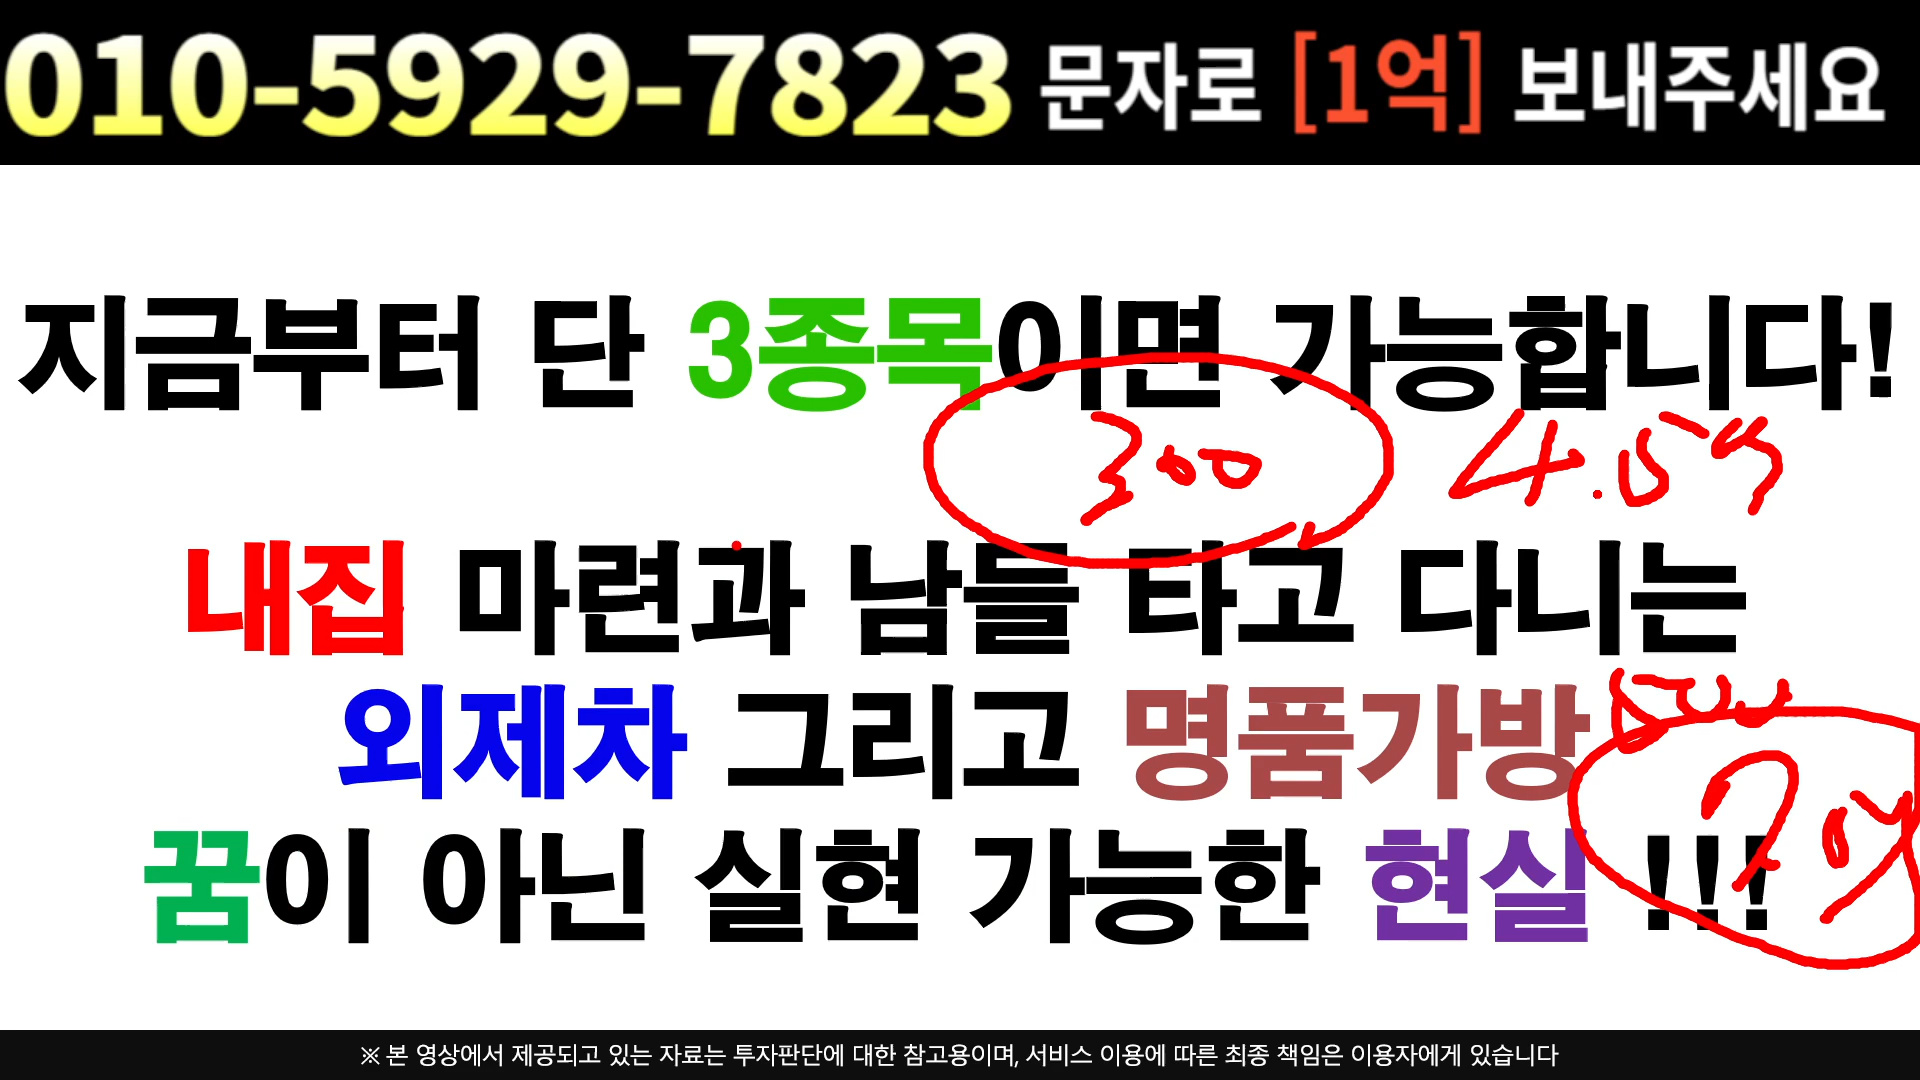 010-5929-7823 문자로 [1억] 보내주세요
지금부터 단 3종목이면 가능합니다!
300
4.5억
내집 마련과 남들 타고 다니는
외제차 그리고 명품가방
500
꿈이 아닌 실현 가능한 현실 !!!
※ 본 영상에서 제공되고 있는 자료는 투자판단에 대한 참고용이며, 서비스 이용에 따른 최종 책임은 이용자에게 있습니다